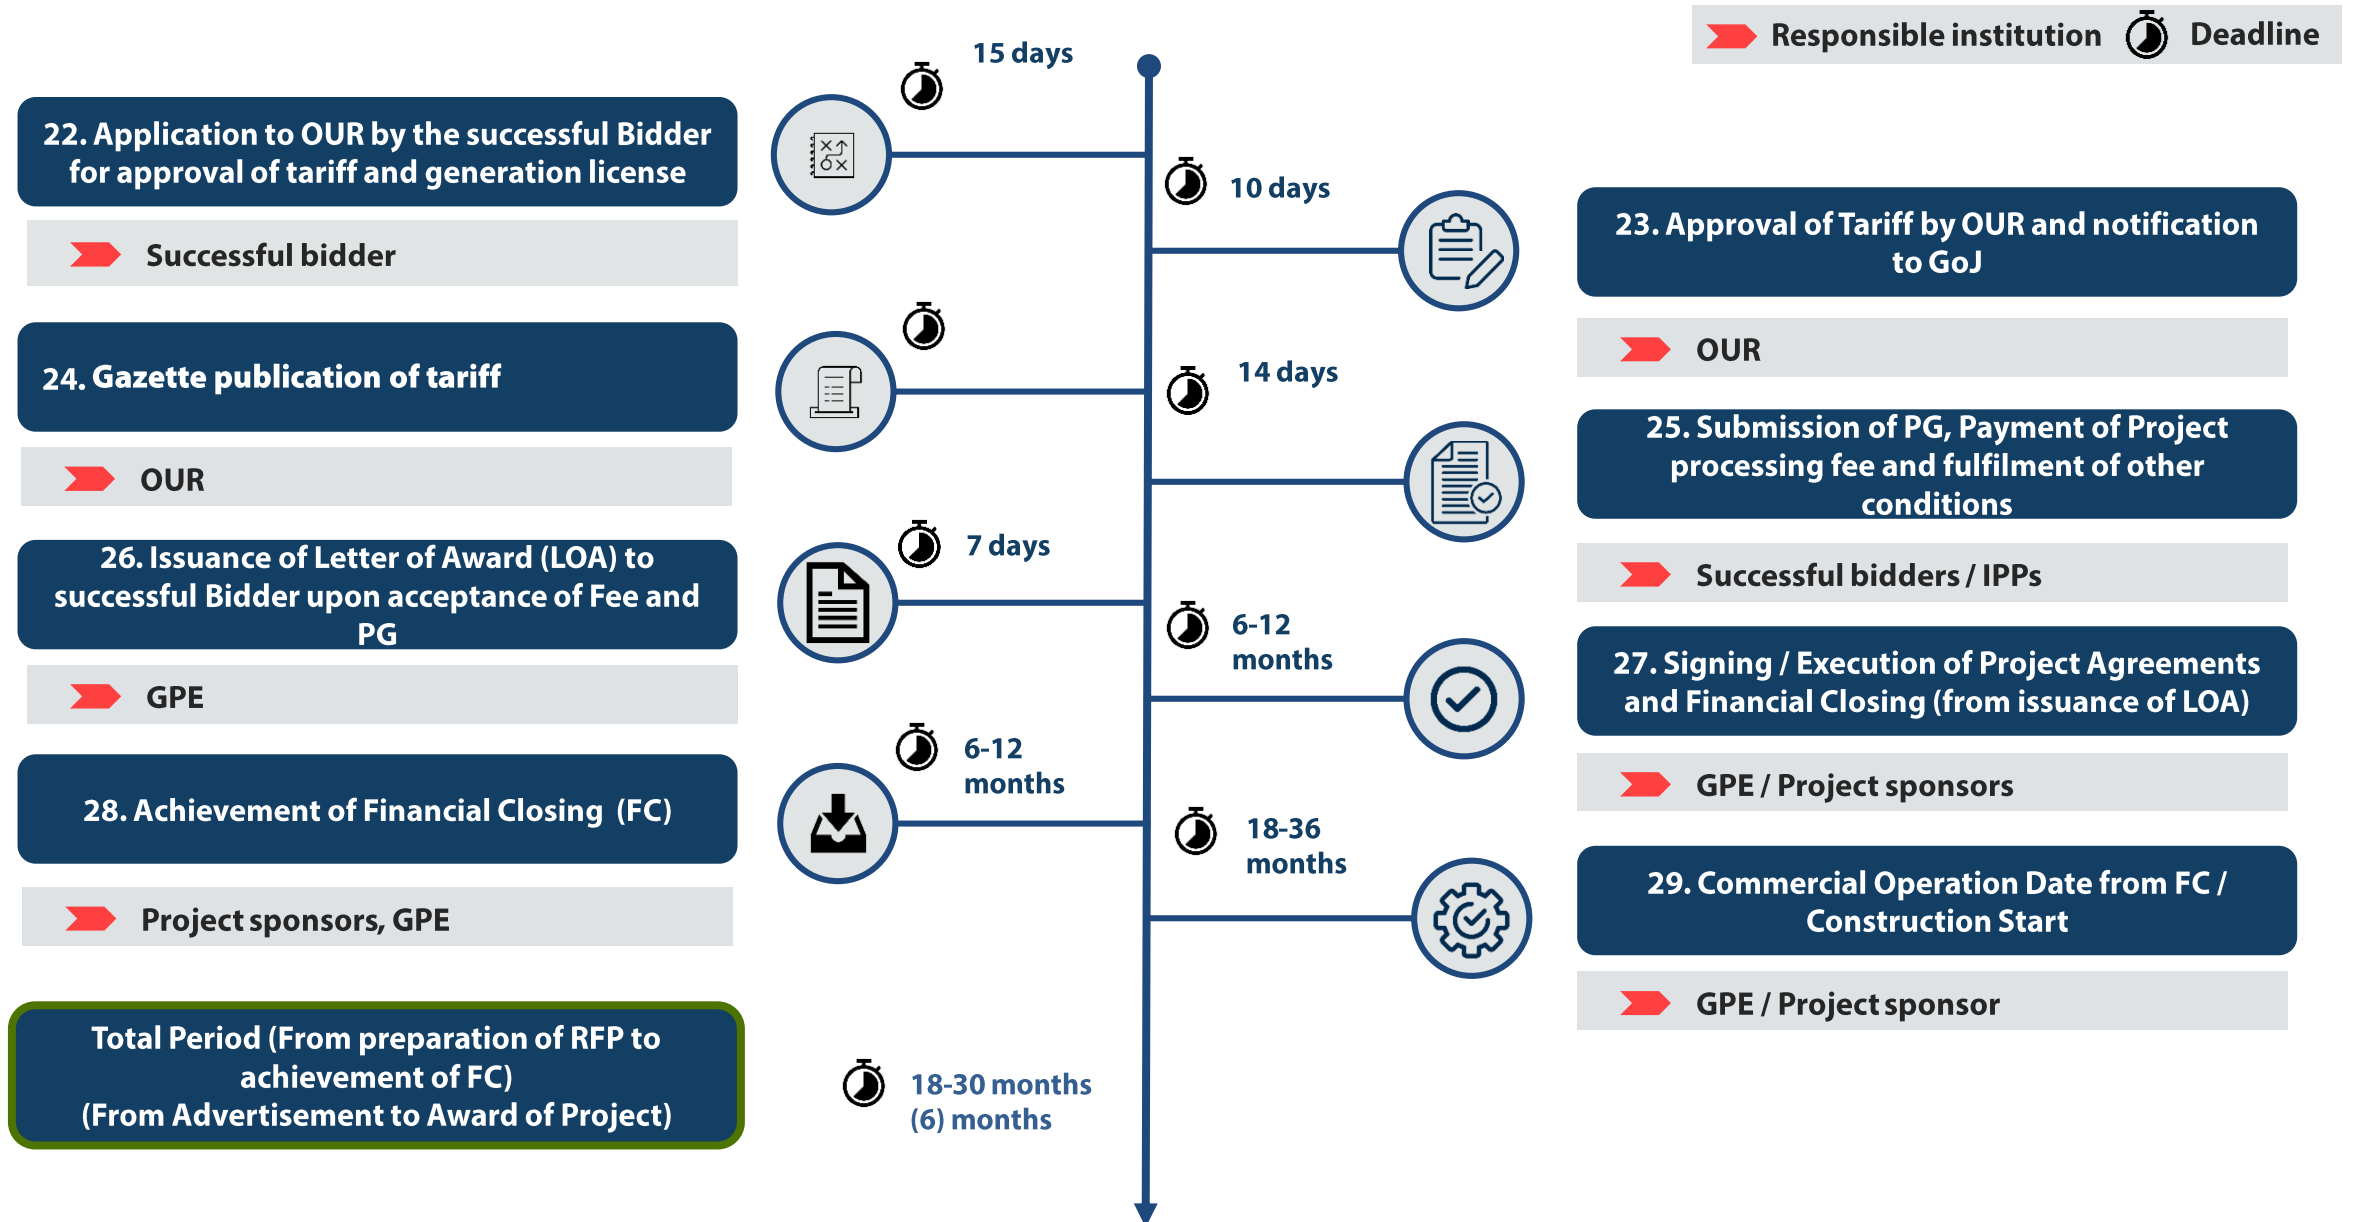 Responsible institution
Deadline
15 days
22. Application to OUR by the successful Bidder
for approval of tariff and generation license
Successful bidder
10 days
23. Approval of Tariff by OUR and notification
to GoJ
OUR
24. Gazette publication of tariff
OUR
14 days
25. Submission of PG, Payment of Project
processing fee and fulfilment of other
conditions
Successful bidders / IPPs
7 days
26. Issuance of Letter of Award (LOA) to
successful Bidder upon acceptance of Fee and
PG
GPE
6-12
months
27. Signing / Execution of Project Agreements
and Financial Closing (from issuance of LOA)
GPE / Project sponsors
6-12
months
28. Achievement of Financial Closing (FC)
Project sponsors, GPE
18-36
months
29. Commercial Operation Date from FC /
Construction Start
GPE / Project sponsor
Total Period (From preparation of RFP to
achievement of FC)
(From Advertisement to Award of Project)
18-30 months
(6) months